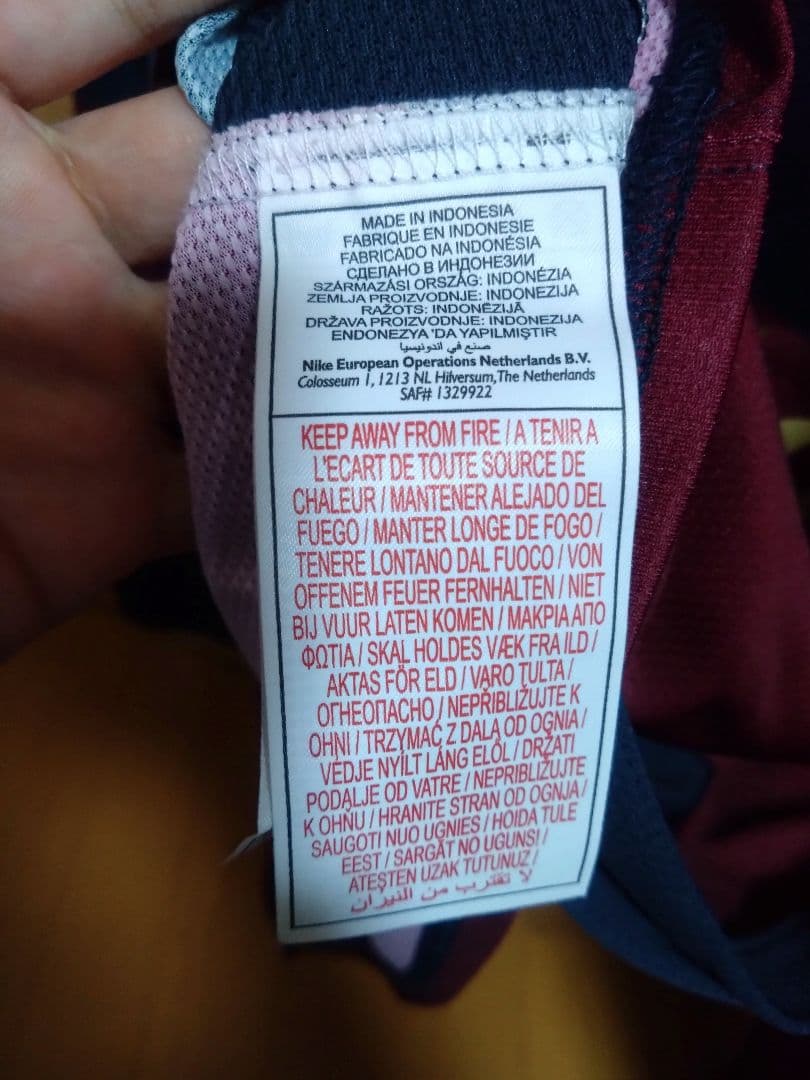 MADE IN INDONESIA
FABRIQUE EN INDONESIE
FABRICADO NA INDONÉSIA
СДЕЛАНО В ИНДОНЕЗИИ
SZÁRMAZÁSI ORSZÁG: INDONÉZIA
ZEMLJA PROIZVODNJE: INDONEZIJA
RAŽOTS: INDONĒZIJĀ
DRŽAVA PROIZVODNJE: INDONEZIJA
ENDONEZYA 'DA YAPILMIŞTIR
صنع في اندونيسيا
Nike European Operations Netherlands B.V.
Colosseum 1, 1213 NL Hilversum, The Netherlands
SAF# 1329922
KEEP AWAY FROM FIRE / A TENIR A
L'ECART DE TOUTE SOURCE DE
CHALEUR / MANTENER ALEJADO DEL
FUEGO / MANTER LONGE DE FOGO /
TENERE LONTANO DAL FUOCO / VON
OFFENEM FEUER FERNHALTEN / NIET
BIJ VUUR LATEN KOMEN / ΜΑΚΡΙΑ ΑΠΟ
ΦΩΤΙΑ / SKAL HOLDES VÆK FRA ILD /
AKTAS FÖR ELD / VARO TULTA /
ОГНЕОПАСНО / NEPŘIBLIŽUJTE K
OHNI / TRZYMAĆ Z DALA OD OGNIA /
VÉDJE NYÍLT LÁNG ELŐL / DRŽATI
PODALJE OD VATRE / NEPRIBLIŽUJTE
K OHŇU / HRANITE STRAN OD OGNJA /
SAUGOTI NUO UGNIES / HOIDA TULE
EEST / SARGĀT NO UGUNS! /
ATEŞTEN UZAK TUTUNUZ /
لا تقترب من النيران